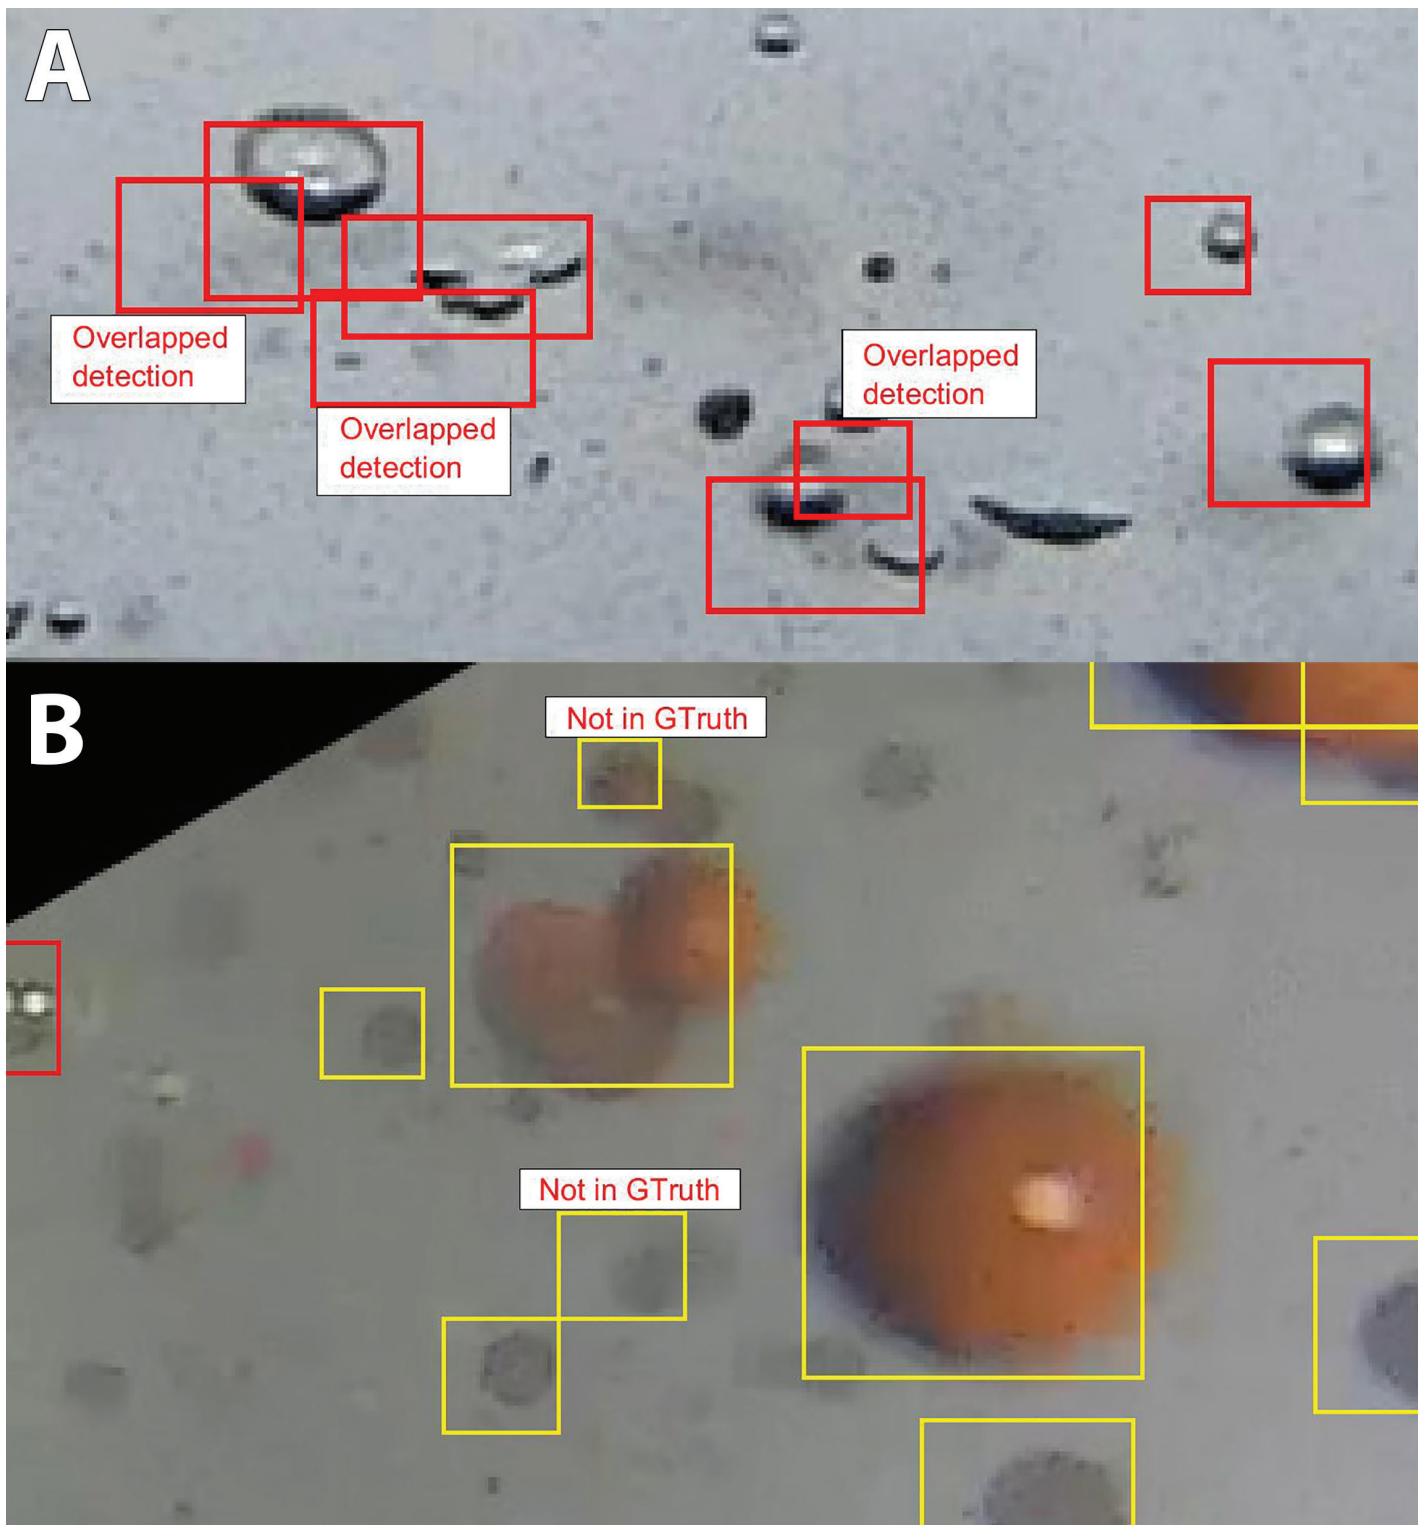 A
Overlapped
detection
Overlapped
detection
Overlapped
detection
B
Not in GTruth
Not in GTruth